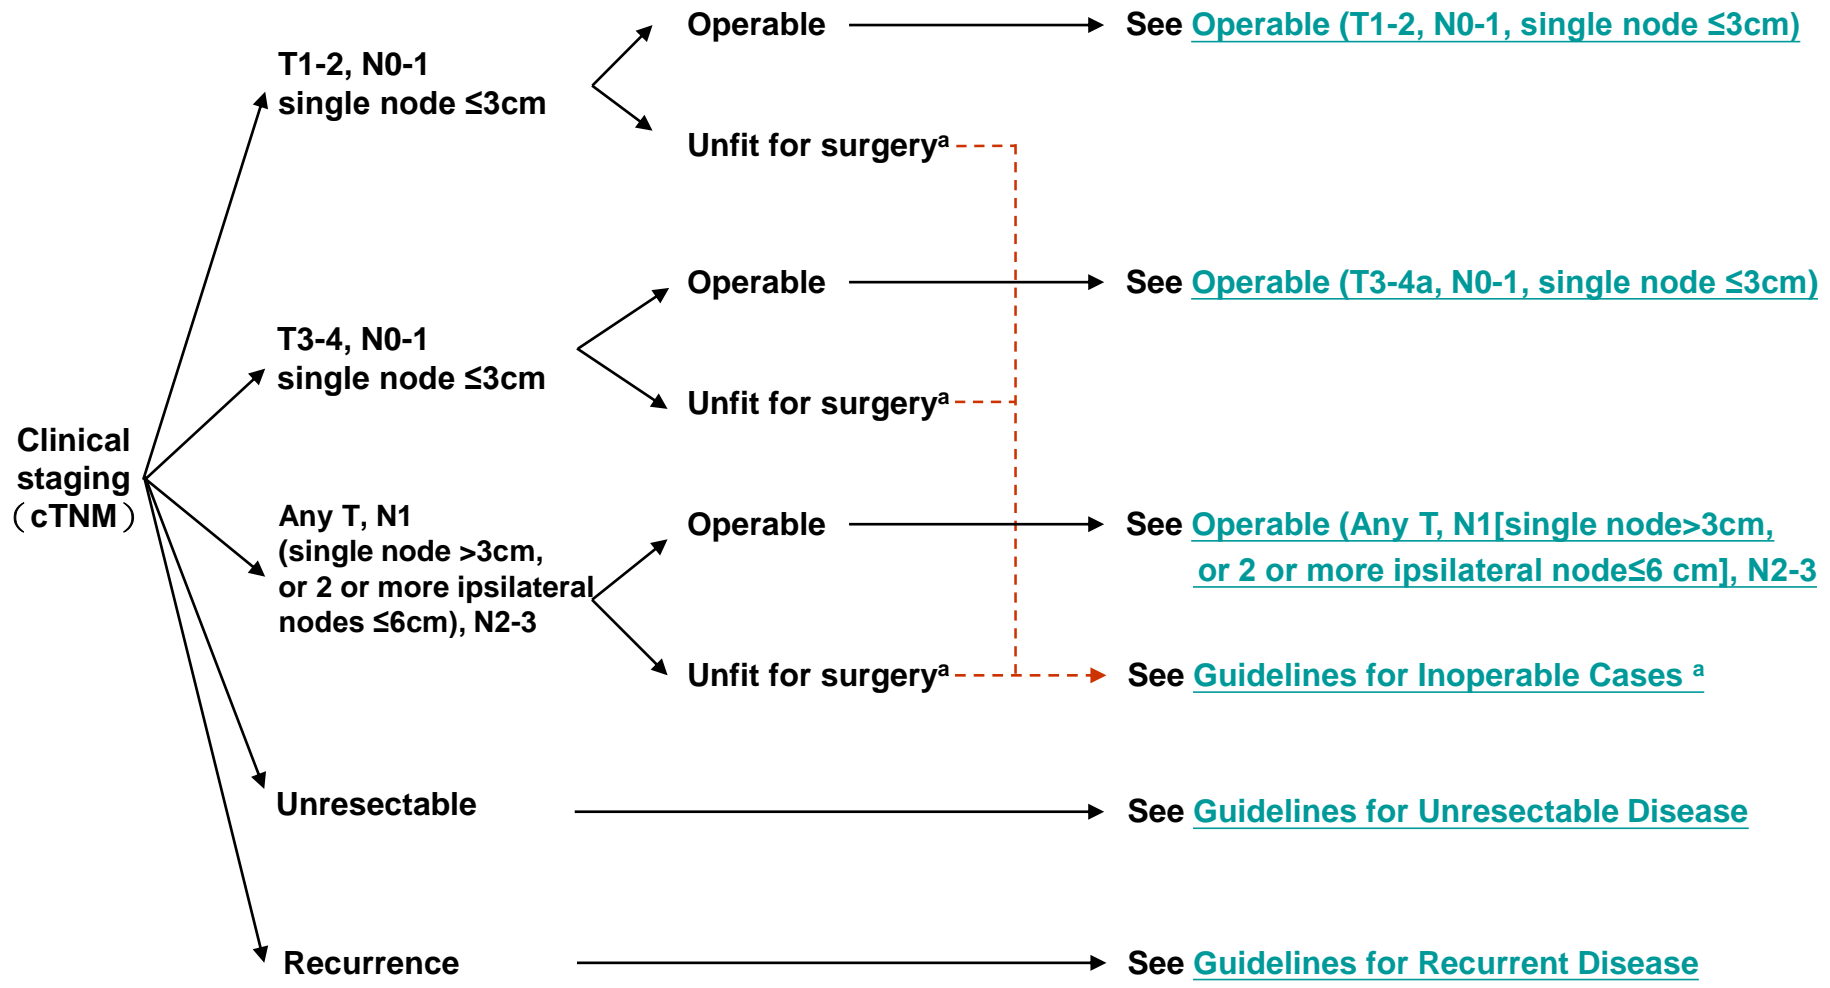 Clinical
staging
（cTNM）
T1-2, N0-1
single node ≤3cm
Operable
See Operable (T1-2, N0-1, single node ≤3cm)
Unfit for surgeryᵃ
T3-4, N0-1
single node ≤3cm
Operable
See Operable (T3-4a, N0-1, single node ≤3cm)
Unfit for surgeryᵃ
Any T, N1
(single node >3cm,
or 2 or more ipsilateral
nodes ≤6cm), N2-3
Operable
See Operable (Any T, N1[single node>3cm,
or 2 or more ipsilateral node≤6 cm], N2-3
Unfit for surgeryᵃ
See Guidelines for Inoperable Cases ᵃ
Unresectable
See Guidelines for Unresectable Disease
Recurrence
See Guidelines for Recurrent Disease